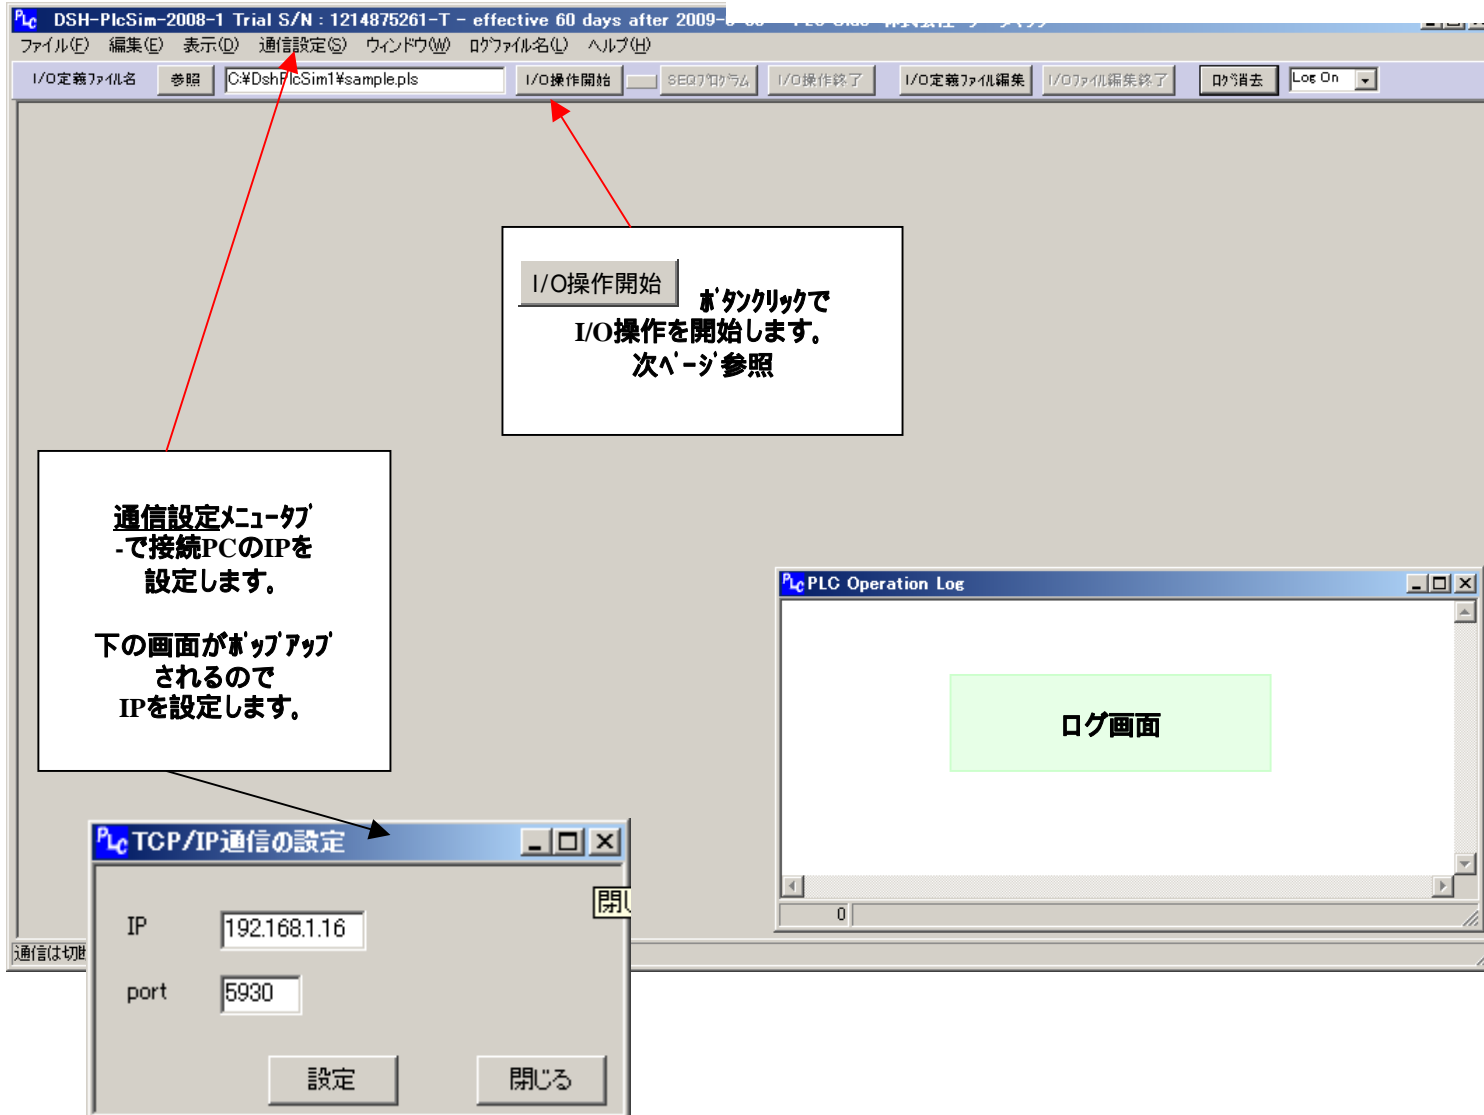 PLC DSH-PlcSim-2008-1 Trial S/N : 1214875261-T - effective 60 days after 2009-
ファイル(F) 編集(E) 表示(D) 通信設定(S) ウィンドウ(W) ﾛｸﾞﾌｧｲﾙ名(L) ヘルプ(H)
I/O定義ﾌｧｲﾙ名 参照 C:¥DshPlcSim1¥sample.pls I/O操作開始 SEQﾌﾟﾛｸﾞﾗﾑ I/O操作終了 I/O定義ﾌｧｲﾙ編集 I/Oﾌｧｲﾙ編集終了 ﾛｸﾞ消去 Log On
I/O操作開始 ﾎﾞﾀﾝｸﾘｯｸで
I/O操作を開始します。
次ﾍﾟｰｼﾞ参照
通信設定ﾒﾆｭｰﾀﾌﾞ
-で接続PCのIPを
設定します。
下の画面がﾎﾟｯﾌﾟｱｯﾌﾟ
されるので
IPを設定します。
PLC PLC Operation Log
ログ画面
0
通信は切断
PLC TCP/IP通信の設定
閉じ
IP 192.168.1.16
port 5930
設定 閉じる